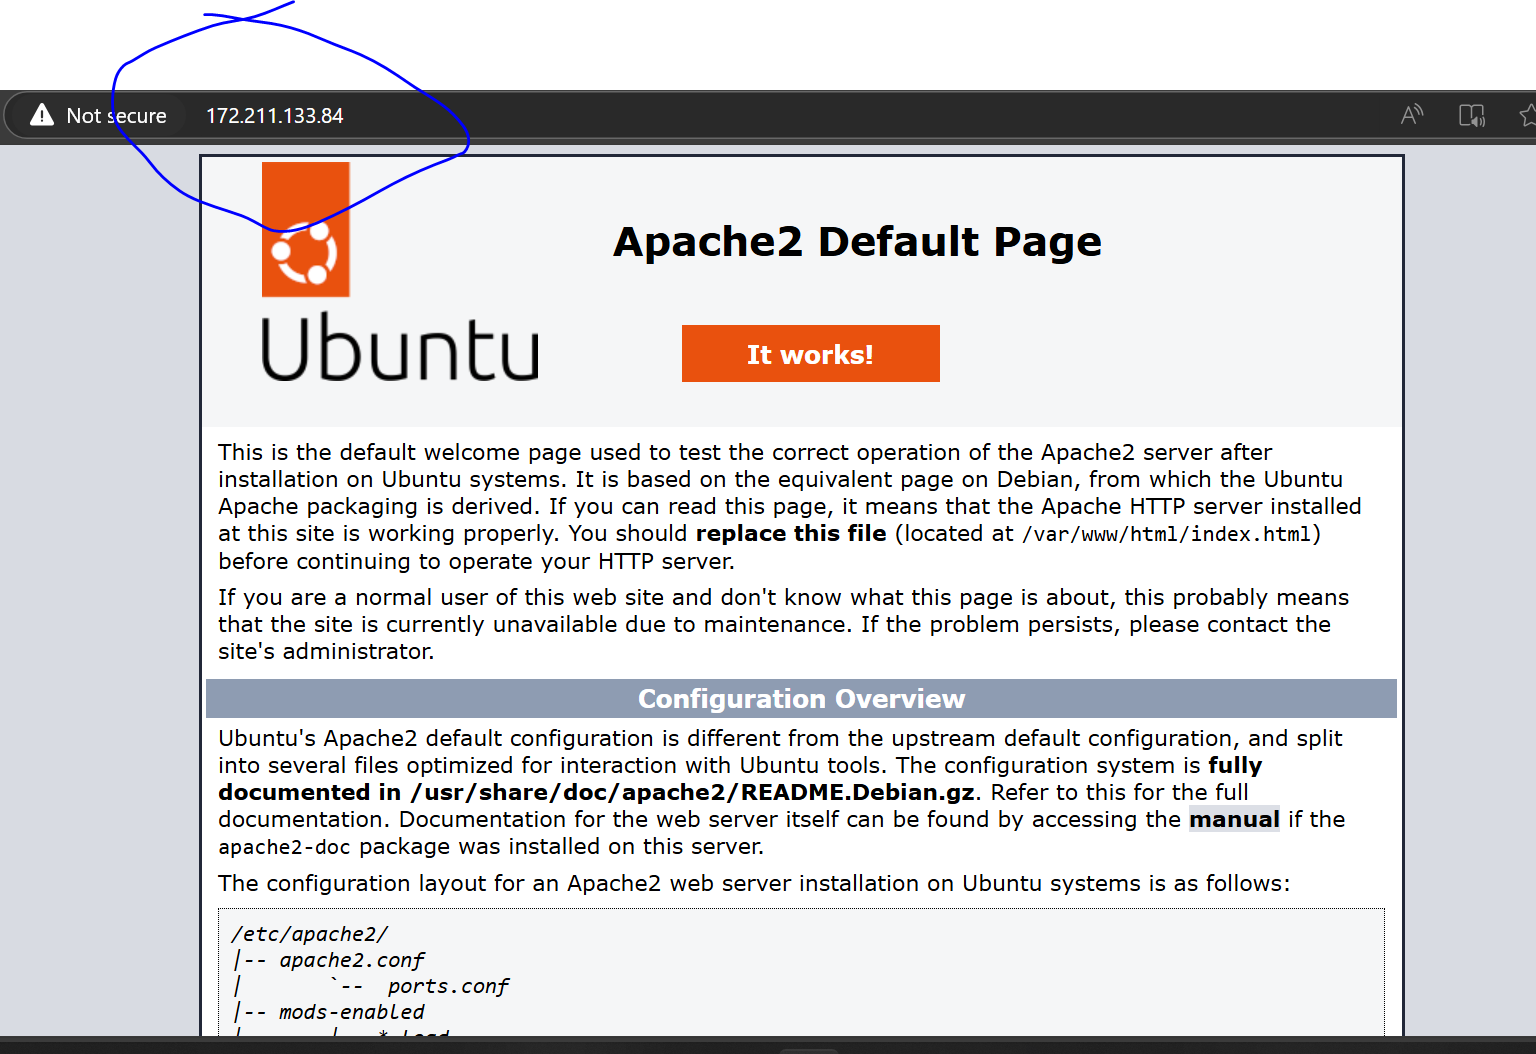 Not secure 172.211.133.84
Ubuntu
Apache2 Default Page
It works!
This is the default welcome page used to test the correct operation of the Apache2 server after
installation on Ubuntu systems. It is based on the equivalent page on Debian, from which the Ubuntu
Apache packaging is derived. If you can read this page, it means that the Apache HTTP server installed
at this site is working properly. You should replace this file (located at /var/www/html/index.html)
before continuing to operate your HTTP server.
If you are a normal user of this web site and don't know what this page is about, this probably means
that the site is currently unavailable due to maintenance. If the problem persists, please contact the
site's administrator.
Configuration Overview
Ubuntu's Apache2 default configuration is different from the upstream default configuration, and split
into several files optimized for interaction with Ubuntu tools. The configuration system is fully
documented in /usr/share/doc/apache2/README.Debian.gz. Refer to this for the full
documentation. Documentation for the web server itself can be found by accessing the manual if the
apache2-doc package was installed on this server.
The configuration layout for an Apache2 web server installation on Ubuntu systems is as follows:
/etc/apache2/
|-- apache2.conf
|       `--  ports.conf
|-- mods-enabled